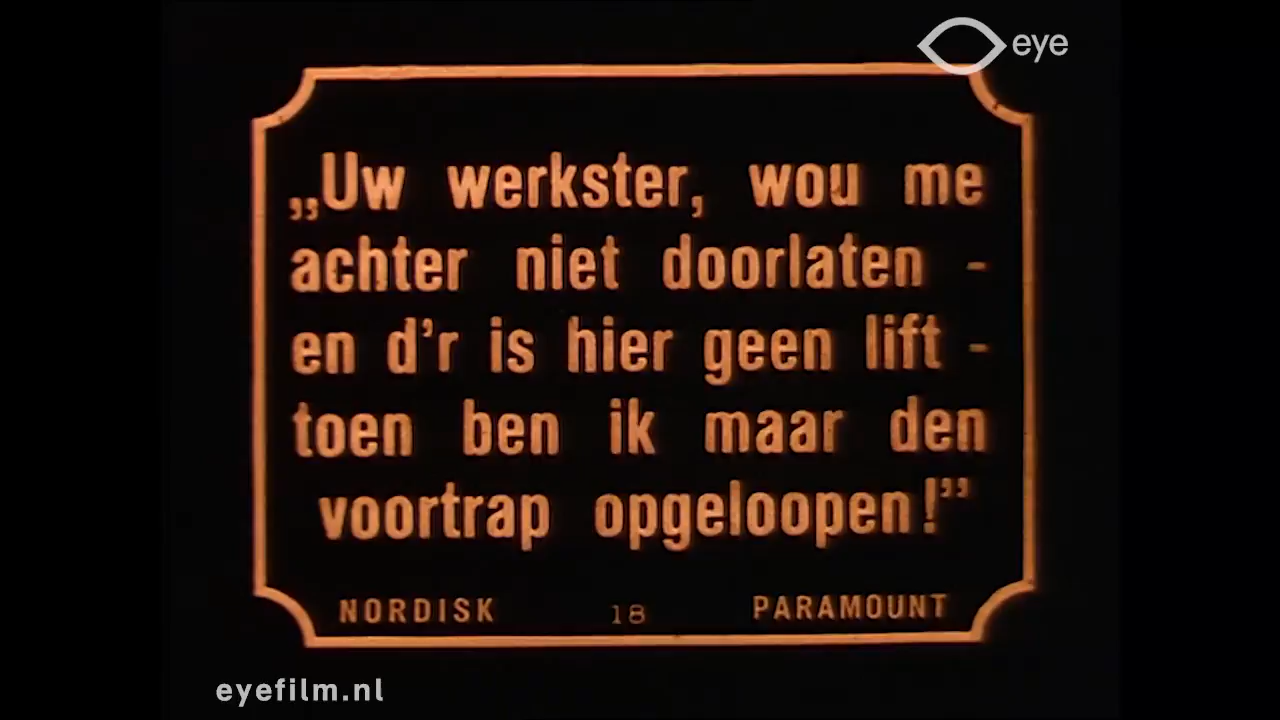 eye
„Uw werkster, wou me
achter niet doorlaten -
en d’r is hier geen lift -
toen ben ik maar den
voortrap opgeloopen!”
NORDISK 18 PARAMOUNT
eyefilm.nl